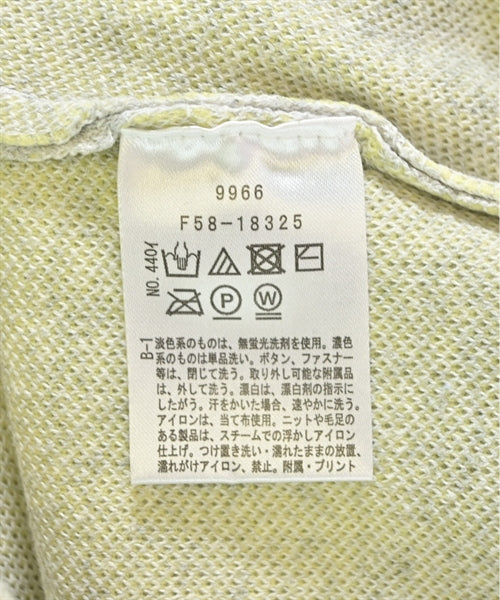 9966
F58-18325
NO. 440イ
P
W
B-1
淡色系のものは、無蛍光洗剤を使用。濃色
系のものは単品洗い。ボタン、ファスナー
等は、閉じて洗う。取り外し可能な附属品
は、外して洗う。漂白は、漂白剤の指示に
したがう。汗をかいた場合、速やかに洗う。
アイロンは、当て布使用。ニットや毛足の
ある製品は、スチームでの浮かしアイロン
仕上げ。つけ置き洗い・濡れたままの放置、
濡れがけアイロン、禁止。附属・プリント